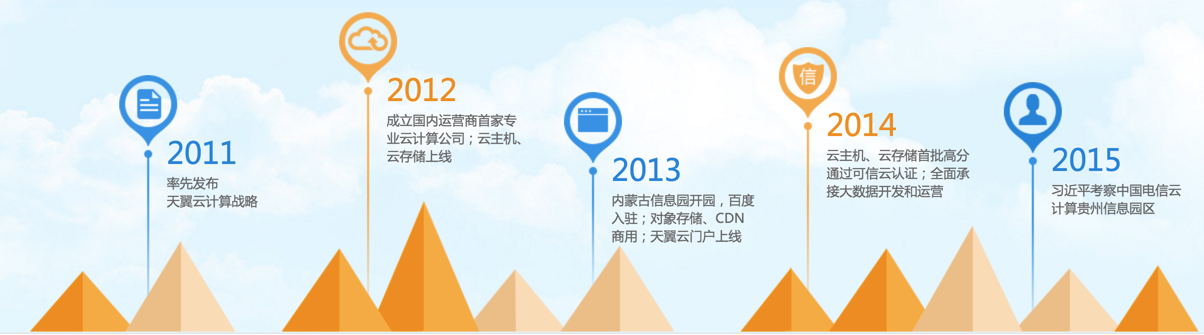 2011
率先发布
天翼云计算战略
2012
成立国内运营商首家专
业云计算公司；云主机、
云存储上线
2013
内蒙古信息园开园，百度
入驻；对象存储、CDN
商用；天翼云门户上线
信
2014
云主机、云存储首批高分
通过可信云认证；全面承
接大数据开发和运营
2015
习近平考察中国电信云
计算贵州信息园区